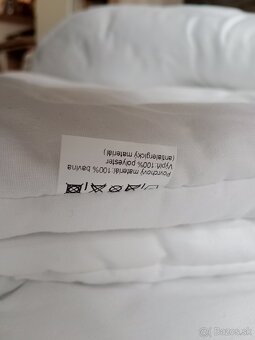 Povrchový materiál: 100% bavlna
Výplň: 100% polyester
(antialergický materiál)
Bazos.sk